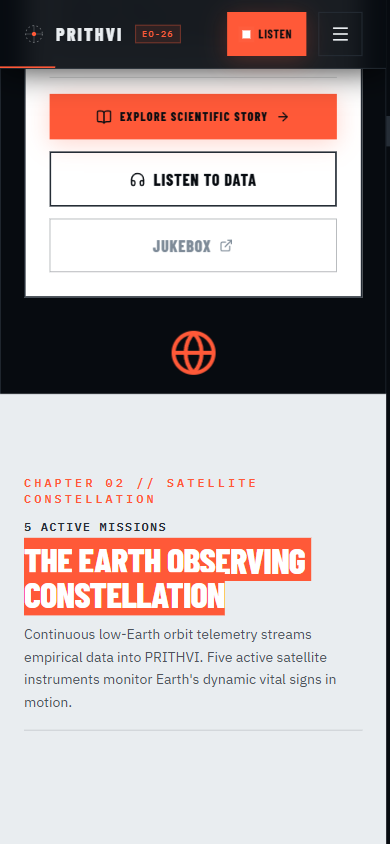 PRITHVI
EO-26
LISTEN
EXPLORE SCIENTIFIC STORY
LISTEN TO DATA
JUKEBOX
CHAPTER 02 // SATELLITE
CONSTELLATION
5 ACTIVE MISSIONS
THE EARTH OBSERVING
CONSTELLATION
Continuous low-Earth orbit telemetry streams
empirical data into PRITHVI. Five active satellite
instruments monitor Earth's dynamic vital signs in
motion.